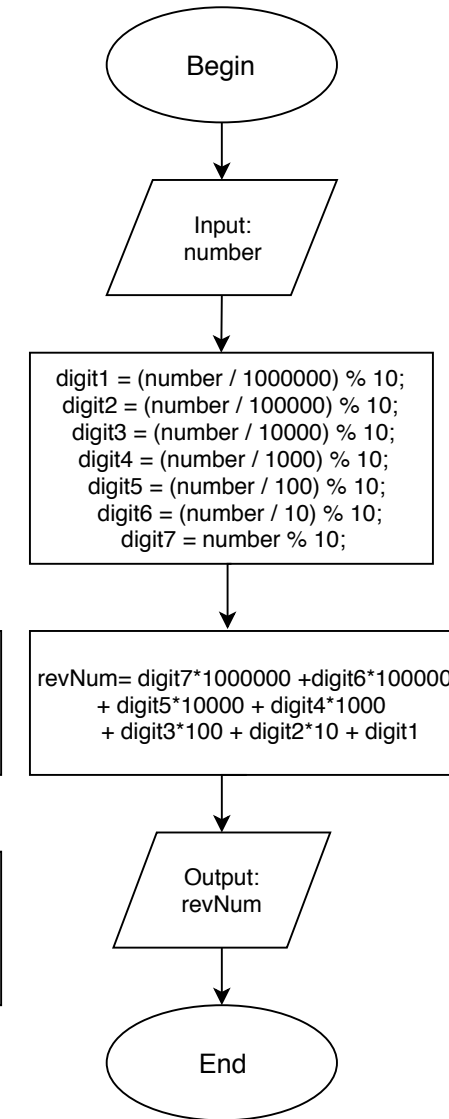 Begin
Input:
number
digit1 = (number / 1000000) % 10;
digit2 = (number / 100000) % 10;
digit3 = (number / 10000) % 10;
digit4 = (number / 1000) % 10;
digit5 = (number / 100) % 10;
digit6 = (number / 10) % 10;
digit7 = number % 10;
revNum= digit7*1000000 +digit6*100000
+ digit5*10000 + digit4*1000
+ digit3*100 + digit2*10 + digit1
Output:
revNum
End